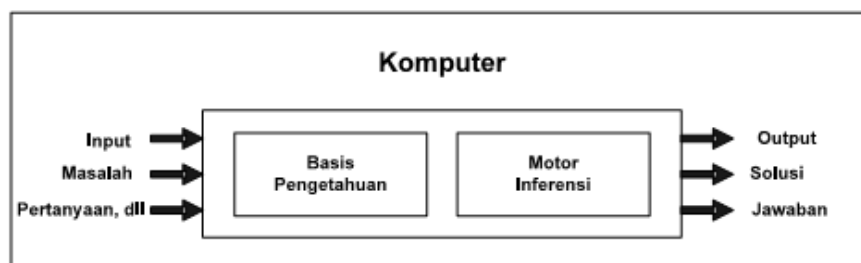 Komputer
Input
Masalah
Pertanyaan, dll
Basis
Pengetahuan
Motor
Inferensi
Output
Solusi
Jawaban